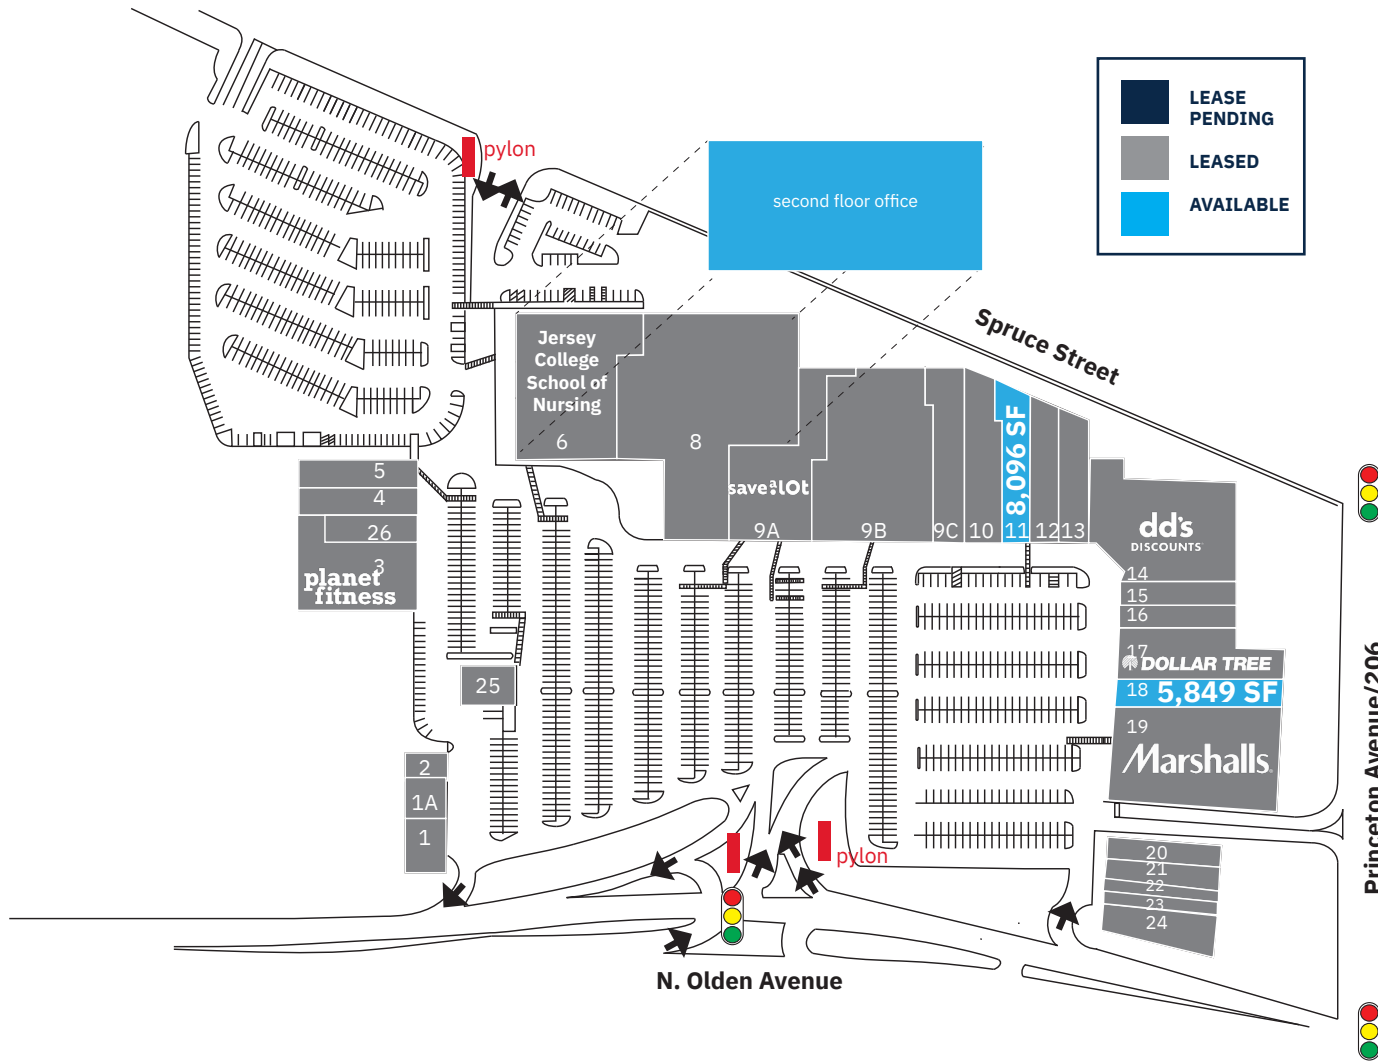 LEASE
PENDING
LEASED
AVAILABLE
pylon
second floor office
Spruce Street
Jersey
College
School of
Nursing
6
8
save a lot
9A
9B
9C
10
11
8,096 SF
12
13
dd's
DISCOUNTS
14
15
16
17
DOLLAR TREE
18
5,849 SF
19
Marshalls
5
4
26
3
planet
fitness
25
2
1A
1
pylon
20
21
22
23
24
N. Olden Avenue
Princeton Avenue/206